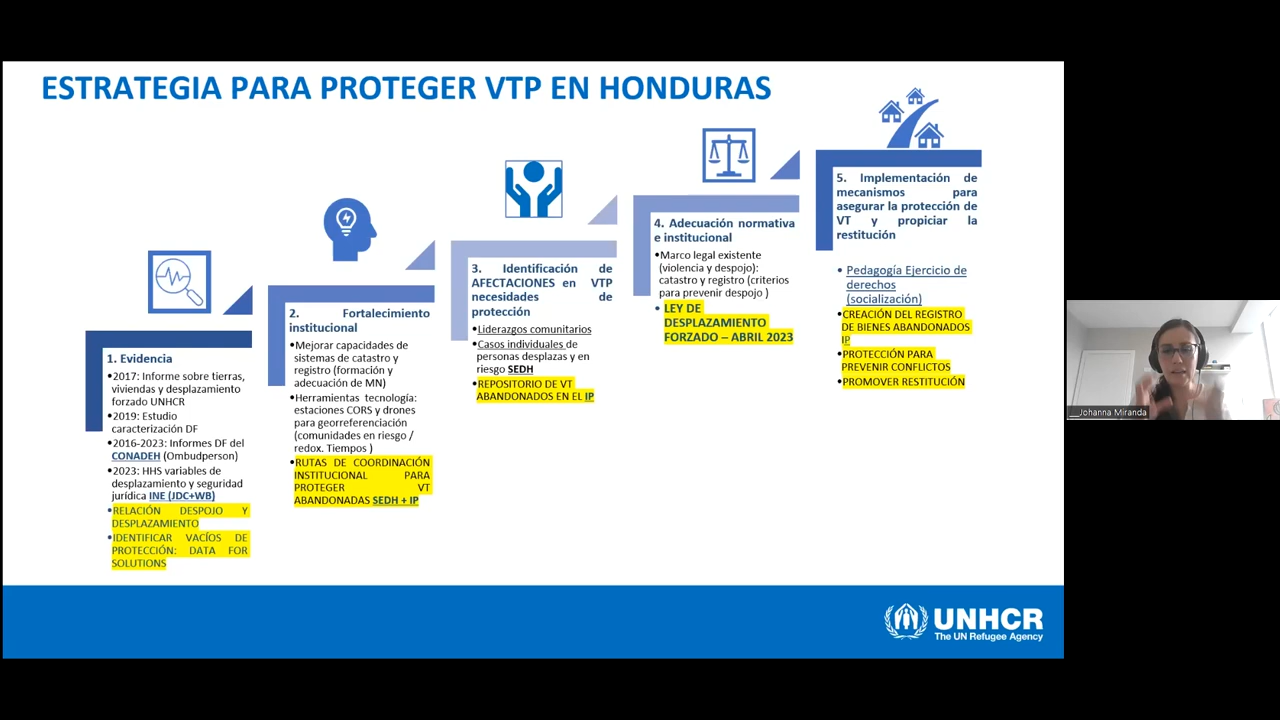 ESTRATEGIA PARA PROTEGER VTP EN HONDURAS
1. Evidencia
•2017: Informe sobre tierras,
viviendas y desplazamiento
forzado UNHCR
•2019: Estudio
caracterización DF
•2016-2023: Informes DF del
CONADEH (Ombudperson)
•2023: HHS variables de
desplazamiento y seguridad
jurídica INE (JDC+WB)
•RELACIÓN DESPOJO Y
DESPLAZAMIENTO
•IDENTIFICAR VACÍOS DE
PROTECCIÓN: DATA FOR
SOLUTIONS
2. Fortalecimiento
institucional
•Mejorar capacidades de
sistemas de catastro y
registro (formación y
adecuación de MN)
•Herramientas tecnología:
estaciones CORS y drones
para georreferenciación
(comunidades en riesgo /
redox. Tiempos )
•RUTAS DE COORDINACIÓN
INSTITUCIONAL PARA
PROTEGER VT
ABANDONADAS SEDH + IP
3. Identificación de
AFECTACIONES en VTP
necesidades de
protección
•Liderazgos comunitarios
•Casos individuales de
personas desplazas y en
riesgo SEDH
•REPOSITORIO DE VT
ABANDONADOS EN EL IP
4. Adecuación normativa
e institucional
•Marco legal existente
(violencia y despojo):
catastro y registro (criterios
para prevenir despojo )
• LEY DE
DESPLAZAMIENTO
FORZADO – ABRIL 2023
5. Implementación de
mecanismos para
asegurar la protección de
VT y propiciar la
restitución
• Pedagogía Ejercicio de
derechos
(socialización)
•CREACIÓN DEL REGISTRO
DE BIENES ABANDONADOS
IP
•PROTECCIÓN PARA
PREVENIR CONFLICTOS
•PROMOVER RESTITUCIÓN
UNHCR
The UN Refugee Agency
__Johanna Miranda